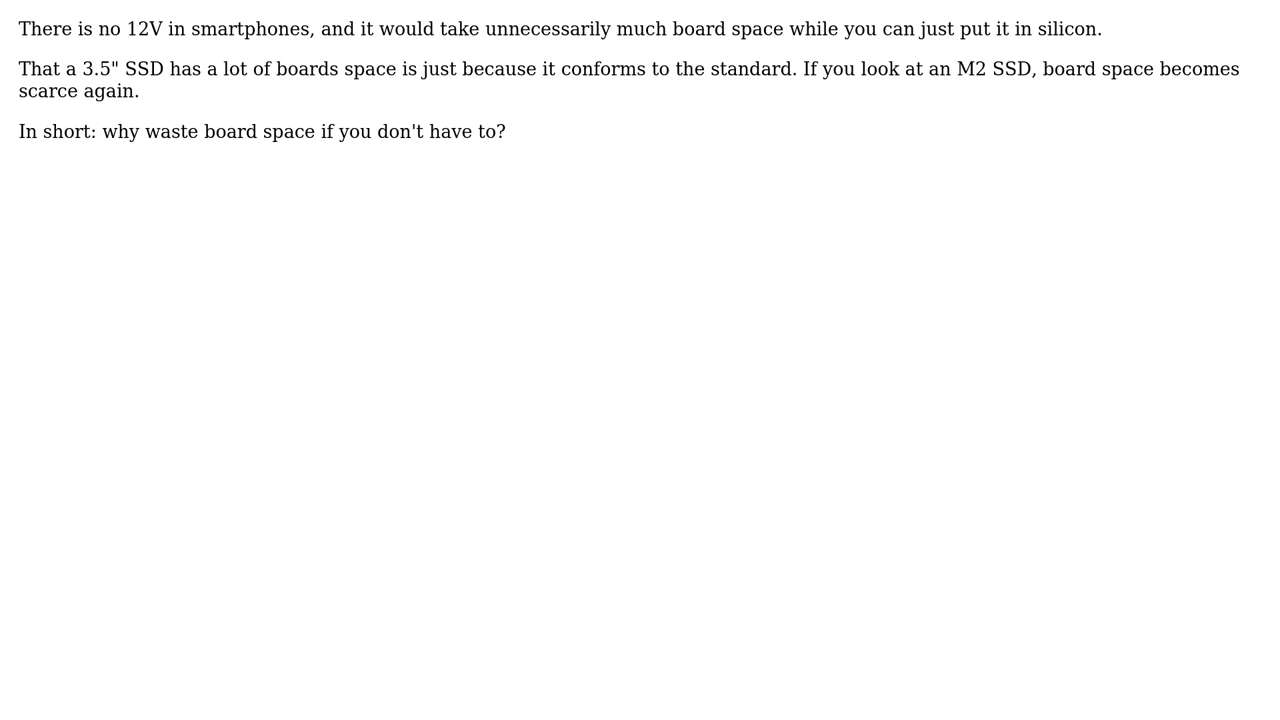 There is no 12V in smartphones, and it would take unnecessarily much board space while you can just put it in silicon.
That a 3.5" SSD has a lot of boards space is just because it conforms to the standard. If you look at an M2 SSD, board space becomes
scarce again.
In short: why waste board space if you don't have to?